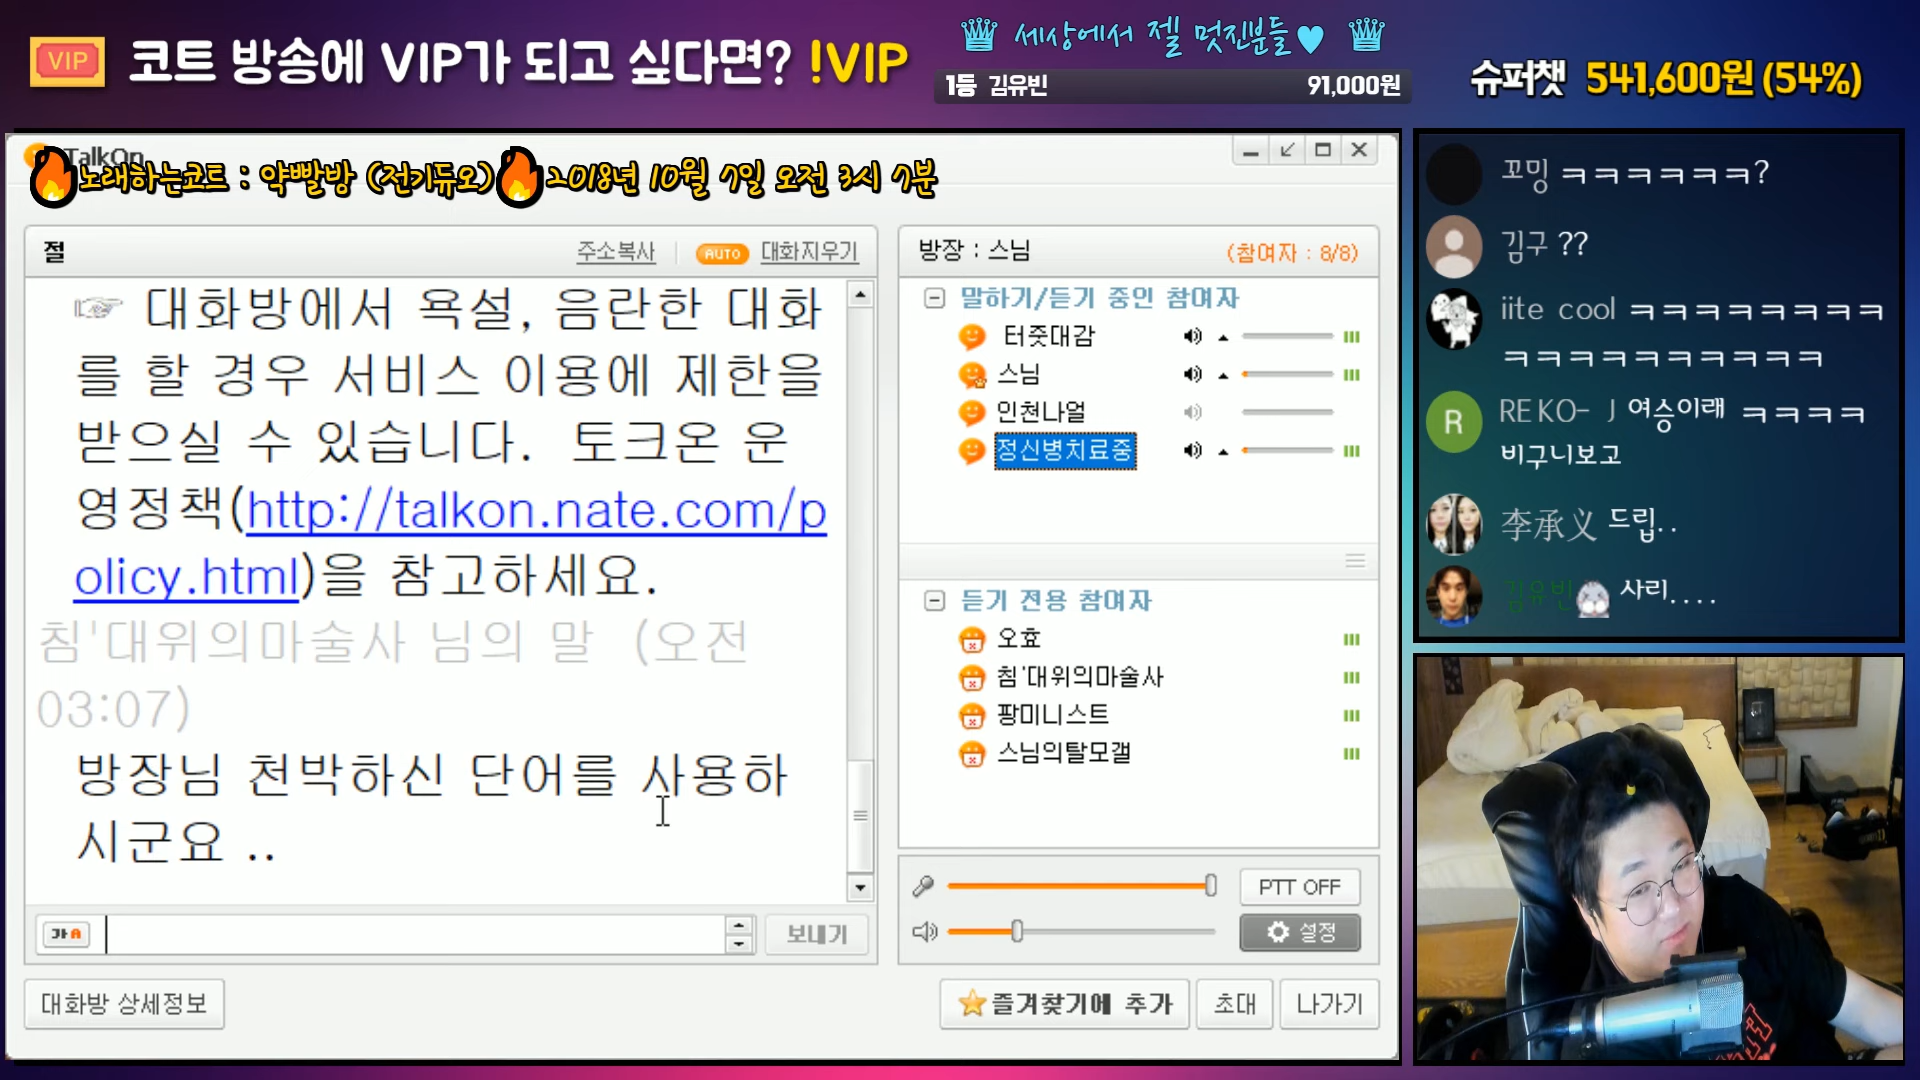 VIP 코트 방송에 VIP가 되고 싶다면? !VIP
세상에서 젤 멋진분들♥
1등 김유빈 91,000원
슈퍼챗 541,600원 (54%)
TalkOn
노래하는코트 : 약빨방 (전기듀오) 2018년 10월 7일 오전 3시 7분
절 주소복사 AUTO 대화지우기
☞ 대화방에서 욕설, 음란한 대화
를 할 경우 서비스 이용에 제한을
받으실 수 있습니다. 토크온 운
영정책(http://talkon.nate.com/p
olicy.html)을 참고하세요.
침'대위의마술사 님의 말 (오전
03:07)
방장님 천박하신 단어를 사용하
시군요 ..
가A
보내기
대화방 상세정보
방장 : 스님 (참여자 : 8/8)
말하기/듣기 중인 참여자
터줏대감
스님
인천나얼
정신병치료중
듣기 전용 참여자
오효
침'대위의마술사
팡미니스트
스님의탈모갤
PTT OFF
설정
즐겨찾기에 추가
초대
나가기
꼬밍 ㅋㅋㅋㅋㅋㅋ?
김구 ??
iite cool ㅋㅋㅋㅋㅋㅋㅋㅋ
ㅋㅋㅋㅋㅋㅋㅋㅋㅋㅋ
R
REKO- J 여승이래 ㅋㅋㅋㅋ
비구니보고
李承义 드립..
김유빈 사리....